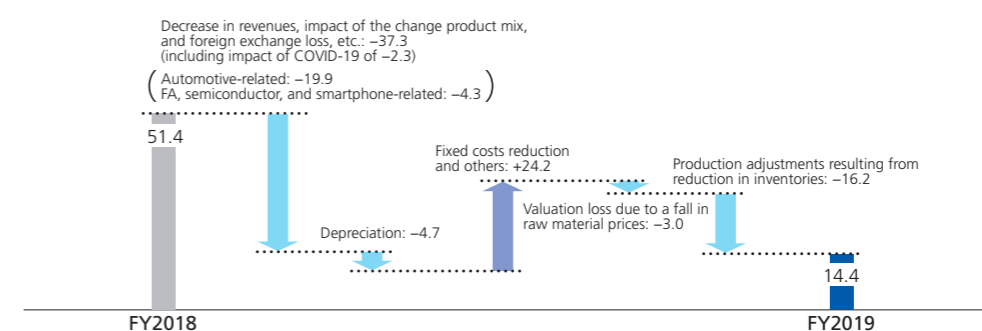 Decrease in revenues, impact of the change product mix,
and foreign exchange loss, etc.: −37.3
(including impact of COVID-19 of −2.3)
(Automotive-related: −19.9
FA, semiconductor, and smartphone-related: −4.3)
51.4
Fixed costs reduction
and others: +24.2
Production adjustments resulting from
reduction in inventories: −16.2
Valuation loss due to a fall in
raw material prices: −3.0
Depreciation: −4.7
14.4
FY2018
FY2019